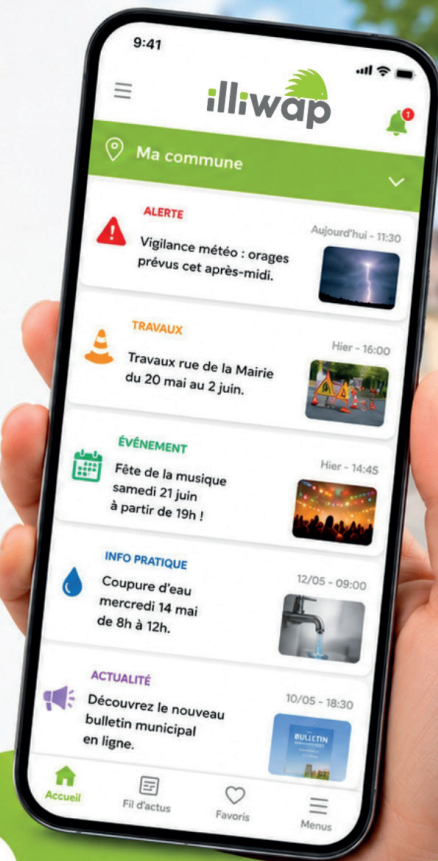 9:41
illiwap
1
Ma commune
ALERTE
Aujourd'hui - 11:30
Vigilance météo : orages
prévus cet après-midi.
TRAVAUX
Hier - 16:00
Travaux rue de la Mairie
du 20 mai au 2 juin.
ÉVÉNEMENT
Hier - 14:45
Fête de la musique
samedi 21 juin
à partir de 19h !
INFO PRATIQUE
12/05 - 09:00
Coupure d'eau
mercredi 14 mai
de 8h à 12h.
ACTUALITÉ
10/05 - 18:30
Découvrez le nouveau
bulletin municipal
en ligne.
BULLETIN
Accueil
Fil d'actus
Favoris
Menus